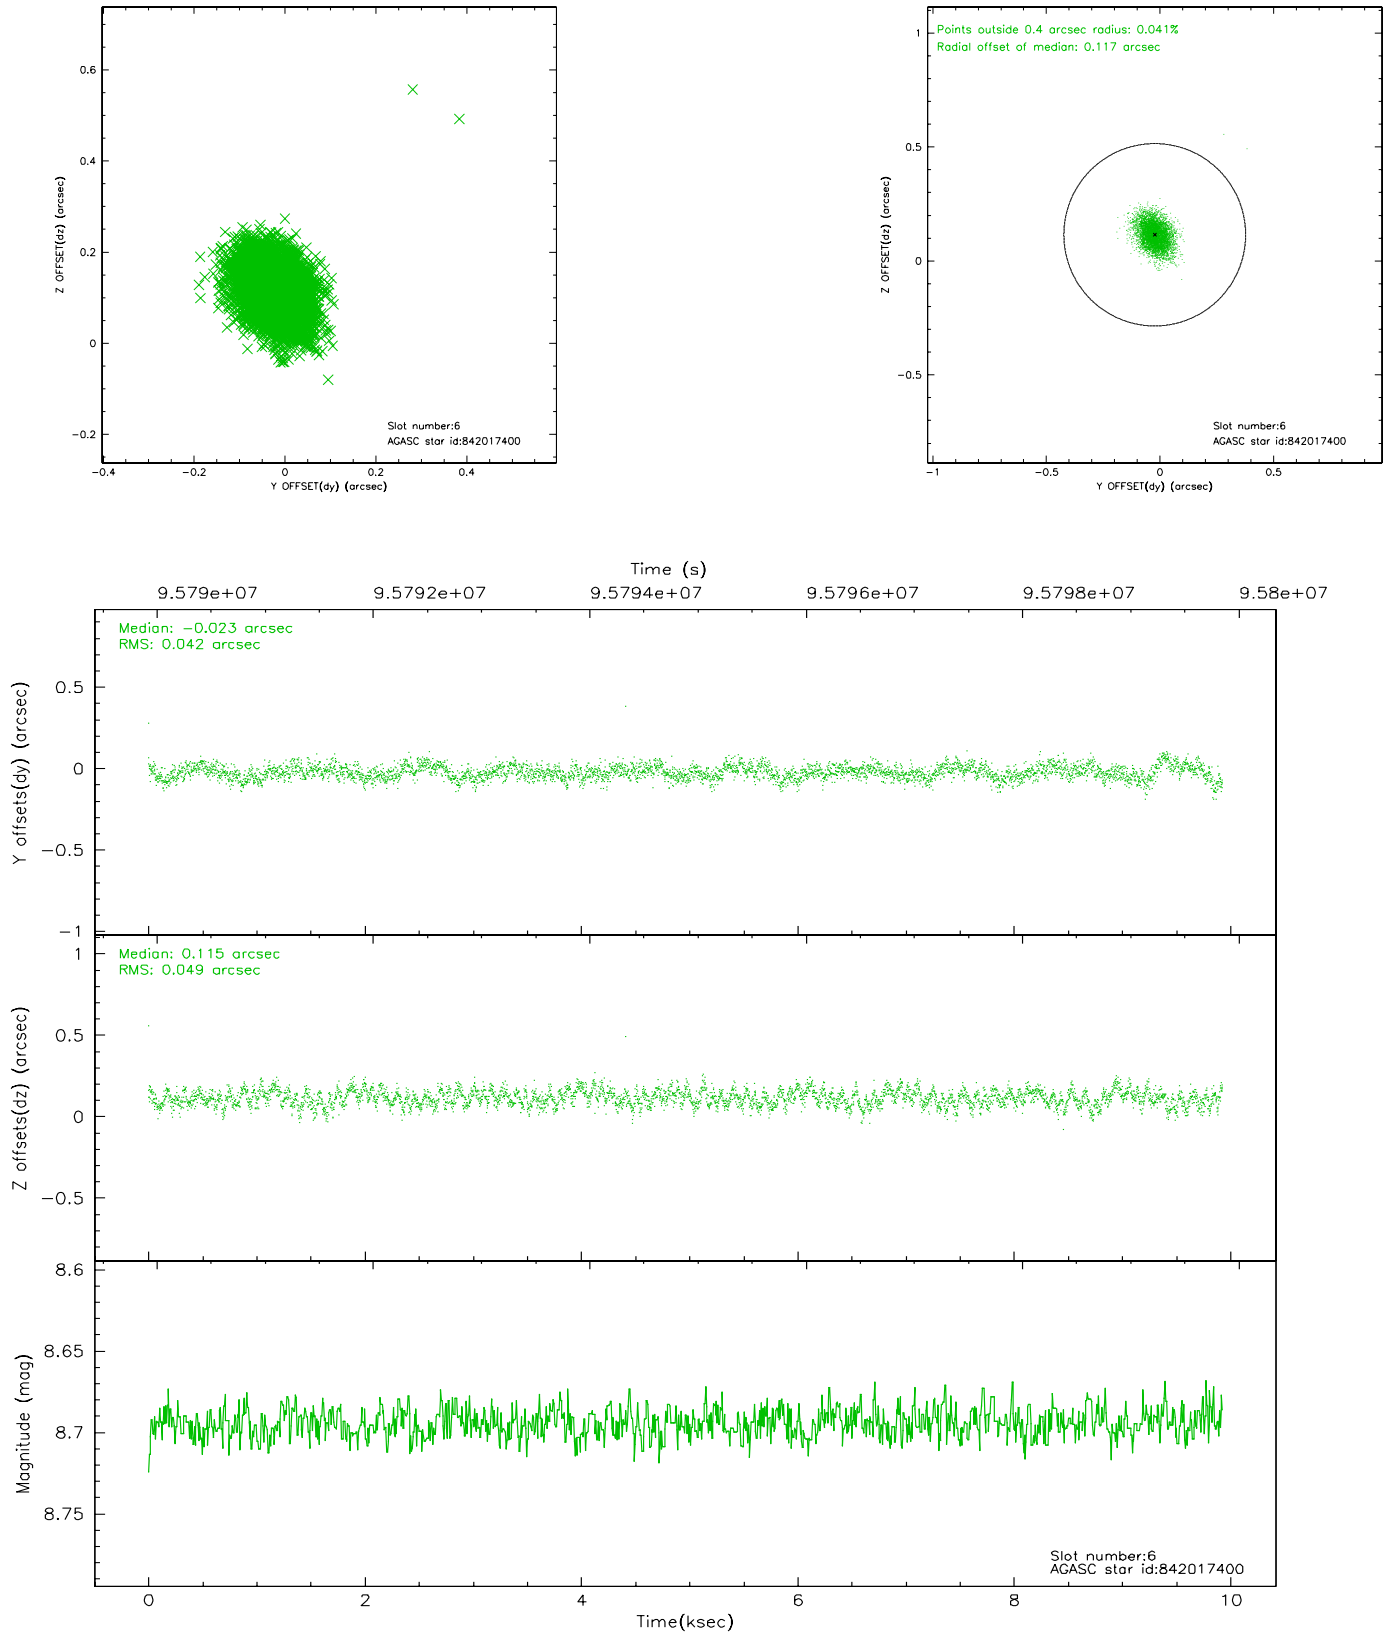 0.6
0.4
0.2
0
−0.2
−0.4
−0.2
0
0.2
0.4
Z OFFSET(dz) (arcsec)
Y OFFSET(dy) (arcsec)
Slot number:6
AGASC star id:842017400
Points outside 0.4 arcsec radius: 0.041%
Radial offset of median: 0.117 arcsec
1
0.5
0
−0.5
−1
−0.5
0
0.5
Z OFFSET(dz) (arcsec)
Y OFFSET(dy) (arcsec)
Slot number:6
AGASC star id:842017400
Time (s)
9.579e+07 9.5792e+07 9.5794e+07 9.5796e+07 9.5798e+07 9.58e+07
Median: −0.023 arcsec
RMS: 0.042 arcsec
0.5
0
−0.5
−1
Y offsets(dy) (arcsec)
Median: 0.115 arcsec
RMS: 0.049 arcsec
1
0.5
0
−0.5
Z offsets(dz) (arcsec)
8.6
8.65
8.7
8.75
Magnitude (mag)
Slot number:6
AGASC star id:842017400
0 2 4 6 8 10
Time(ksec)